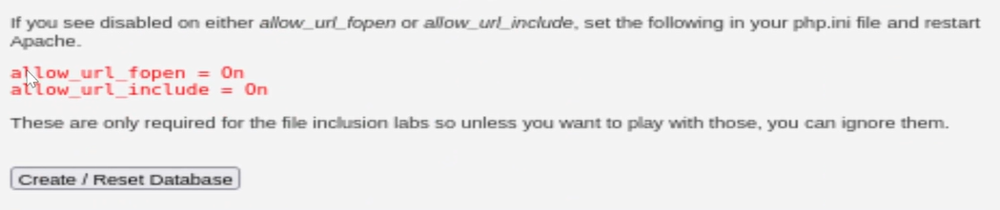 If you see disabled on either allow_url_fopen or allow_url_include, set the following in your php.ini file and restart
Apache.
allow_url_fopen = On
allow_url_include = On
These are only required for the file inclusion labs so unless you want to play with those, you can ignore them.
Create / Reset Database